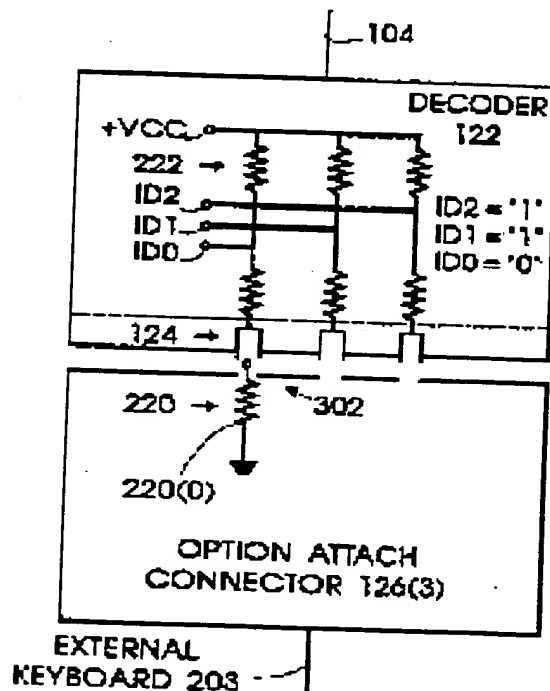 104
DECODER
122
+VCC
222
ID2
ID1
ID0
ID2="1"
ID1="1"
ID0="0"
124
220
302
220(0)
OPTION ATTACH
CONNECTOR 126(3)
EXTERNAL
KEYBOARD 203